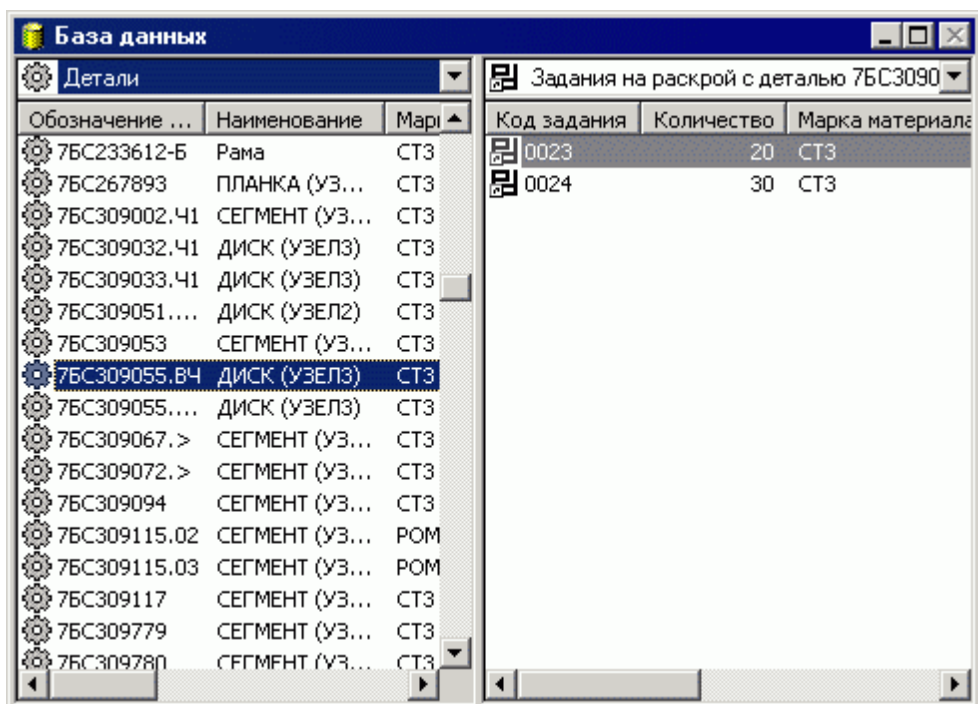 База данных
Детали
Обозначение ... Наименование Мар
7БС233612-Б Рама СТ3
7БС267893 ПЛАНКА (УЗ... СТ3
7БС309002.Ч1 СЕГМЕНТ (УЗ... СТ3
7БС309032.Ч1 ДИСК (УЗЕЛ3) СТ3
7БС309033.Ч1 ДИСК (УЗЕЛ3) СТ3
7БС309051.... ДИСК (УЗЕЛ2) СТ3
7БС309053 СЕГМЕНТ (УЗ... СТ3
7БС309055.ВЧ ДИСК (УЗЕЛ3) СТ3
7БС309055.... ДИСК (УЗЕЛ3) СТ3
7БС309067.> СЕГМЕНТ (УЗ... СТ3
7БС309072.> СЕГМЕНТ (УЗ... СТ3
7БС309094 СЕГМЕНТ (УЗ... СТ3
7БС309115.02 СЕГМЕНТ (УЗ... РОМ
7БС309115.03 СЕГМЕНТ (УЗ... РОМ
7БС309117 СЕГМЕНТ (УЗ... СТ3
7БС309779 СЕГМЕНТ (УЗ... СТ3
7БС309780 СЕГМЕНТ (УЗ... СТ3
Задания на раскрой с деталью 7БС3090
Код задания Количество Марка материала
0023 20 СТ3
0024 30 СТ3